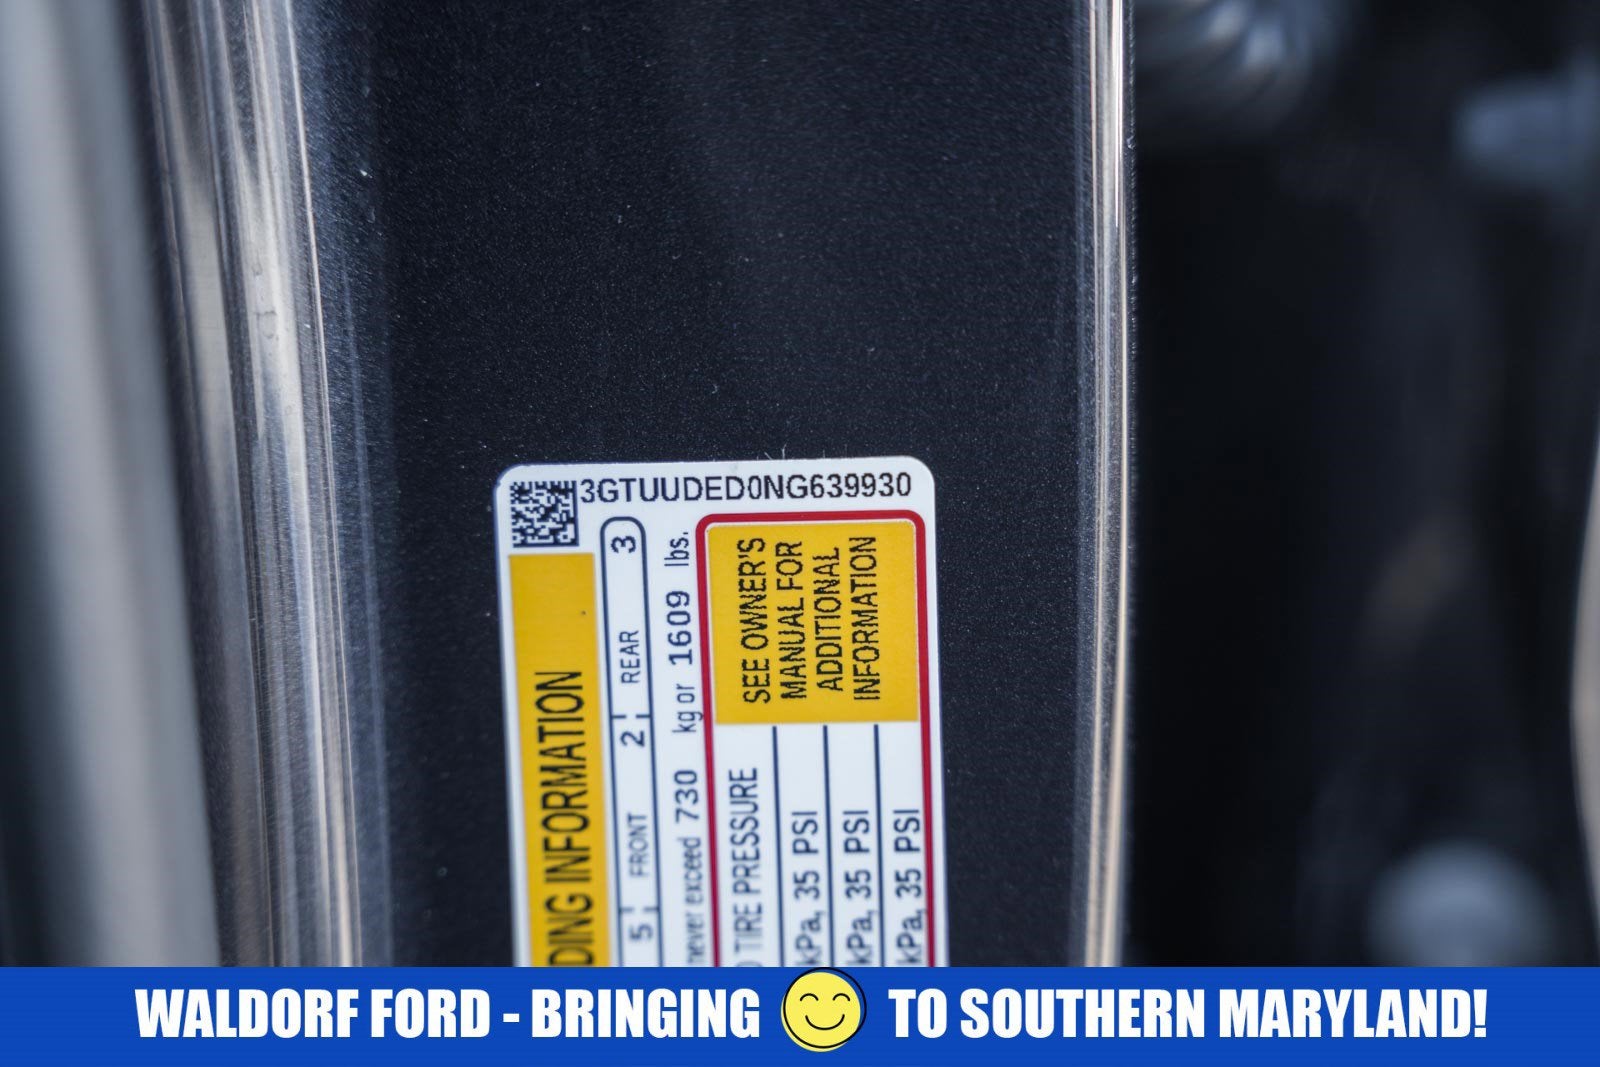 3GTUUDED0NG639930
DING INFORMATION
5 FRONT 2 REAR 3
never exceed 730 kg or 1609 lbs.
TIRE PRESSURE
SEE OWNER'S
MANUAL FOR
ADDITIONAL
INFORMATION
kPa, 35 PSI
kPa, 35 PSI
kPa, 35 PSI
WALDORF FORD - BRINGING TO SOUTHERN MARYLAND!